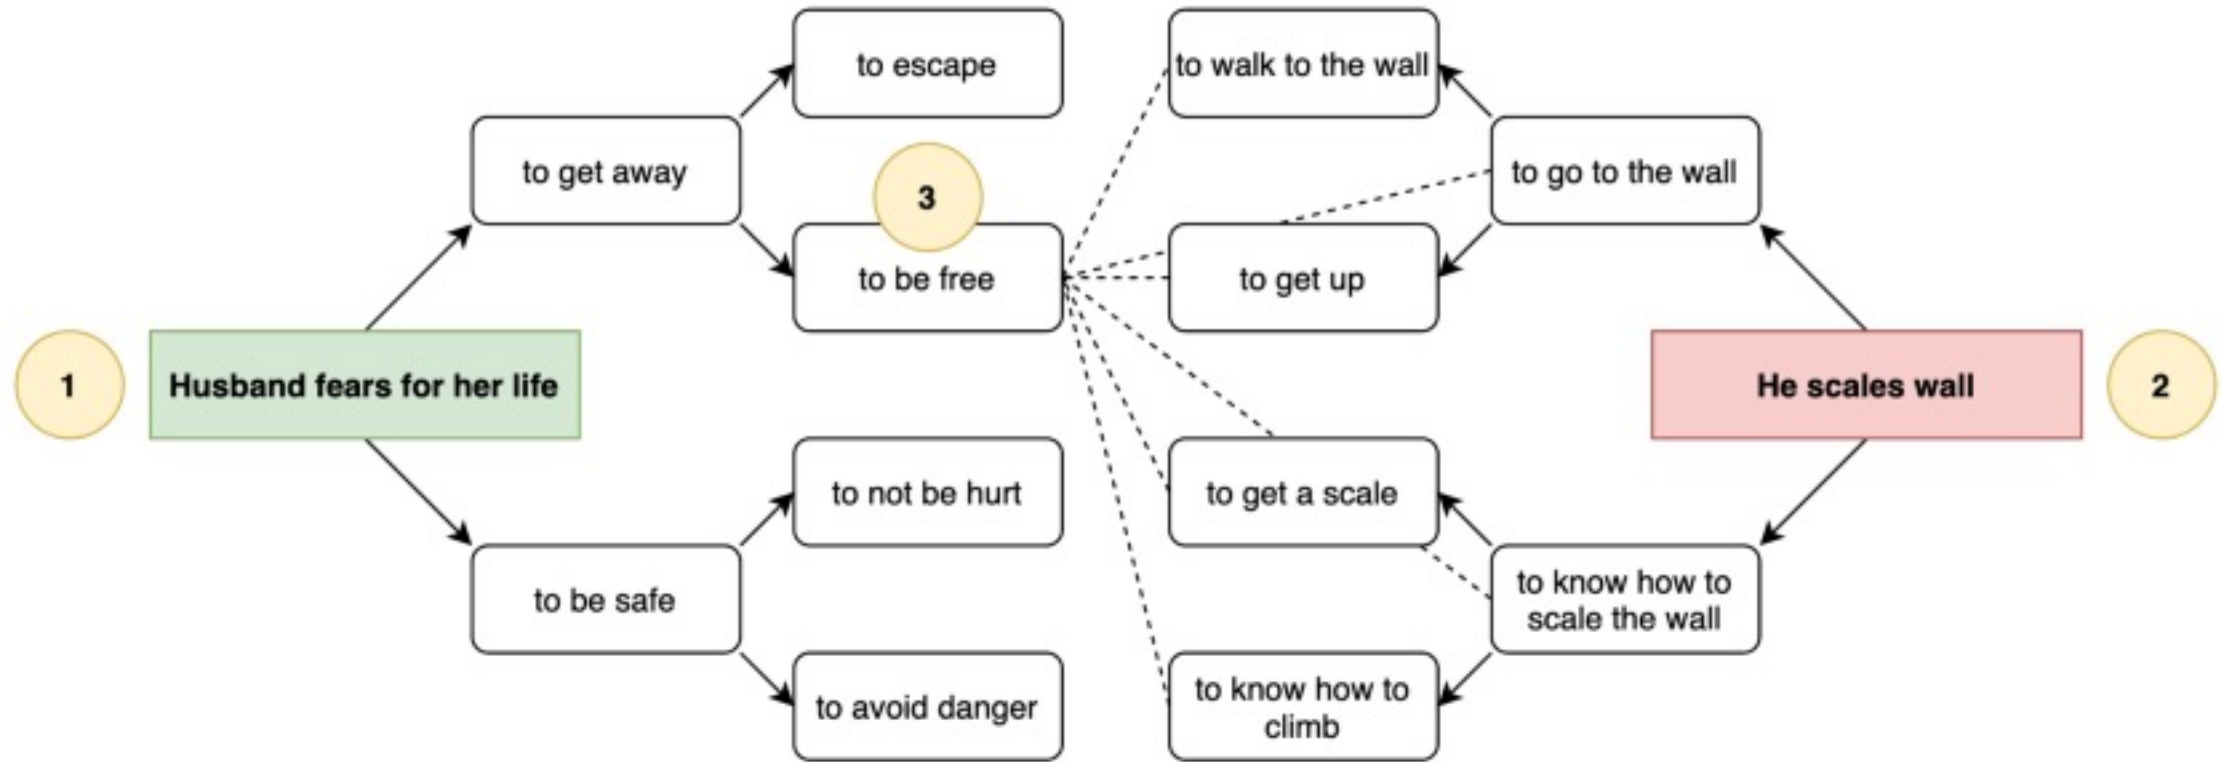 to escape
to walk to the wall
to get away
to go to the wall
3
to be free
to get up
1
Husband fears for her life
He scales wall
2
to not be hurt
to get a scale
to be safe
to know how to
scale the wall
to avoid danger
to know how to
climb